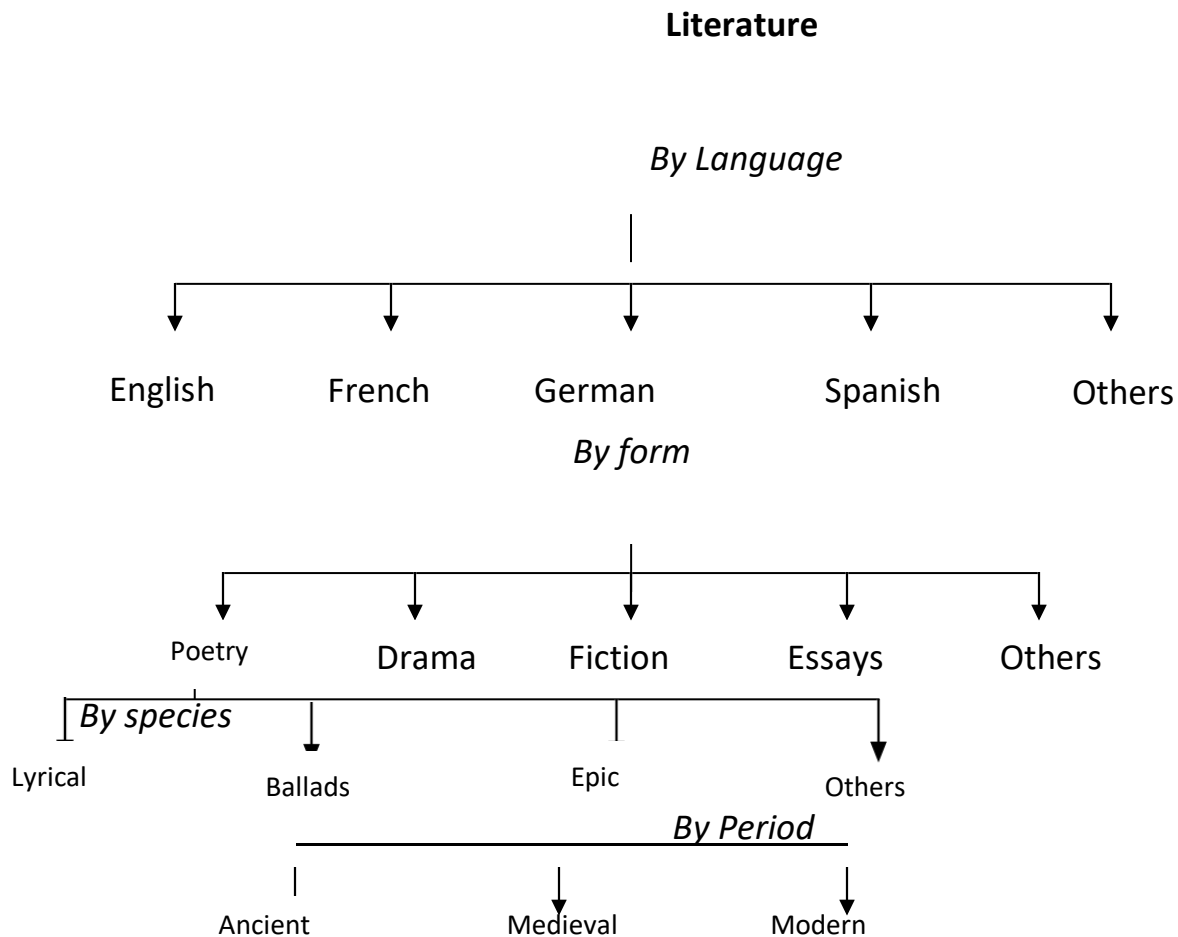 Literature
By Language
English French German Spanish Others
By form
Poetry Drama Fiction Essays Others
By species
Lyrical Ballads Epic Others
By Period
Ancient Medieval Modern